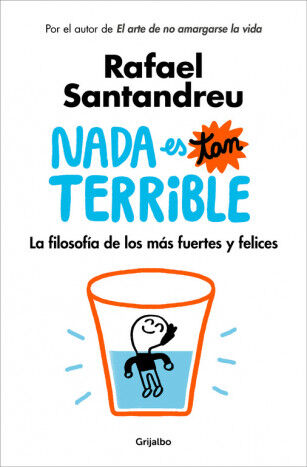 Por el autor de El arte de no amargarse la vida
Rafael
Santandreu
NADA es tan
TERRiBLE
La filosofía de los más fuertes y felices
Grijalbo